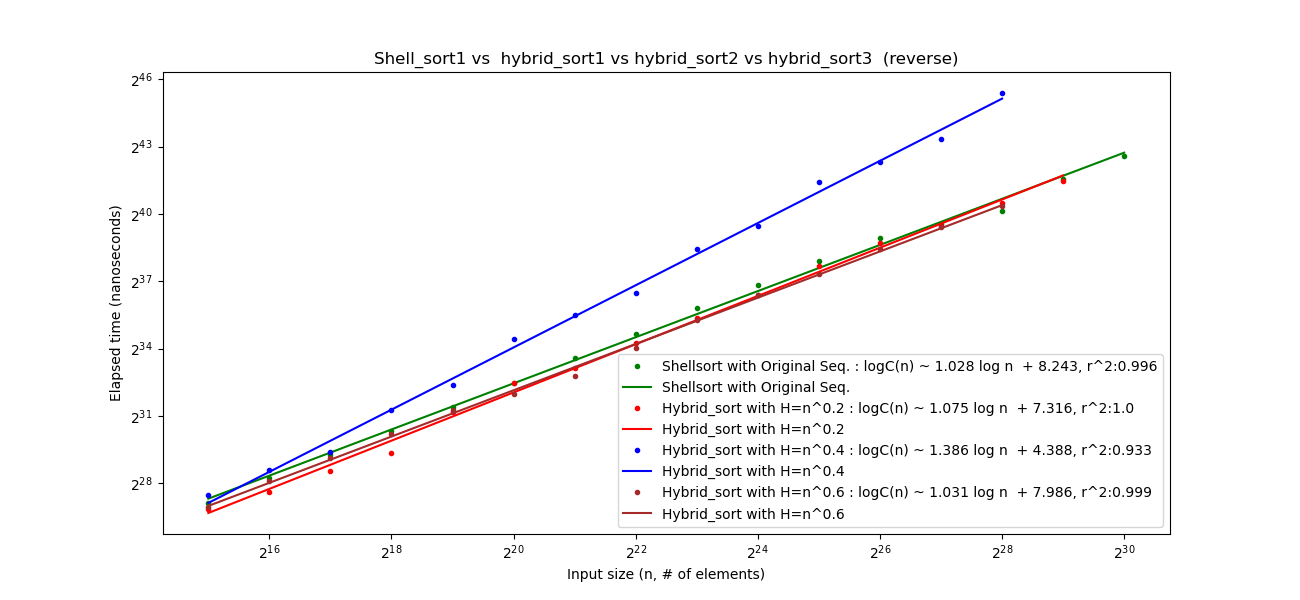 Shell_sort1 vs  hybrid_sort1 vs hybrid_sort2 vs hybrid_sort3  (reverse)
Elapsed time (nanoseconds)
2^46
2^43
2^40
2^37
2^34
2^31
2^28
Shellsort with Original Seq. : logC(n) ~ 1.028 log n  + 8.243, r^2:0.996
Shellsort with Original Seq.
Hybrid_sort with H=n^0.2 : logC(n) ~ 1.075 log n  + 7.316, r^2:1.0
Hybrid_sort with H=n^0.2
Hybrid_sort with H=n^0.4 : logC(n) ~ 1.386 log n  + 4.388, r^2:0.933
Hybrid_sort with H=n^0.4
Hybrid_sort with H=n^0.6 : logC(n) ~ 1.031 log n  + 7.986, r^2:0.999
Hybrid_sort with H=n^0.6
2^16 2^18 2^20 2^22 2^24 2^26 2^28 2^30
Input size (n, # of elements)